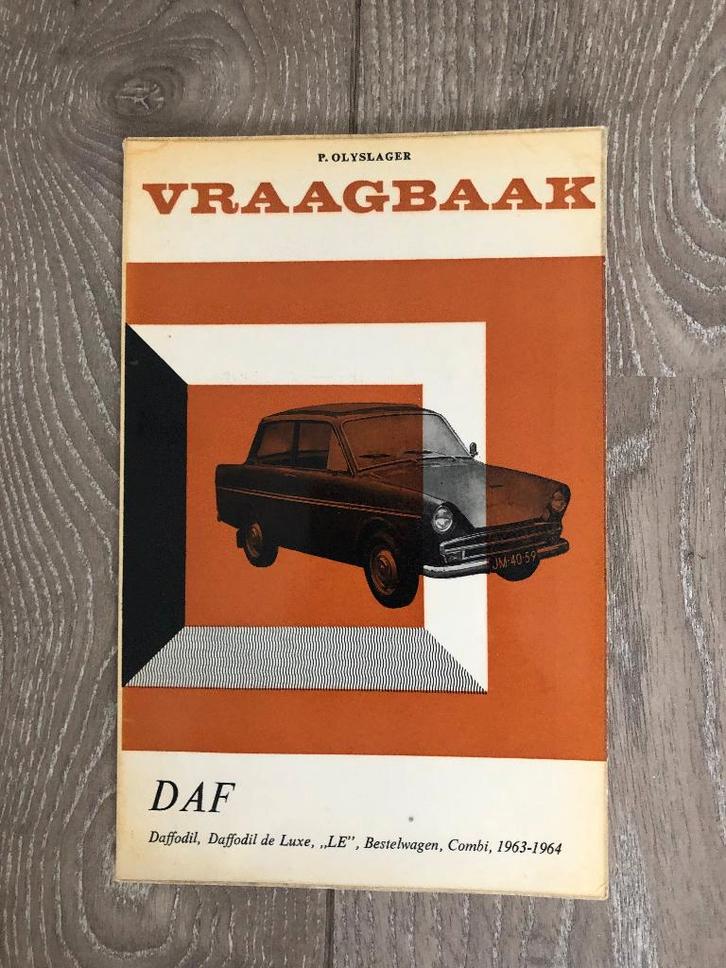 P. OLYSLAGER
VRAAGBAAK
JM-40-59
DAF
Daffodil, Daffodil de Luxe, „LE”, Bestelwagen, Combi, 1963-1964